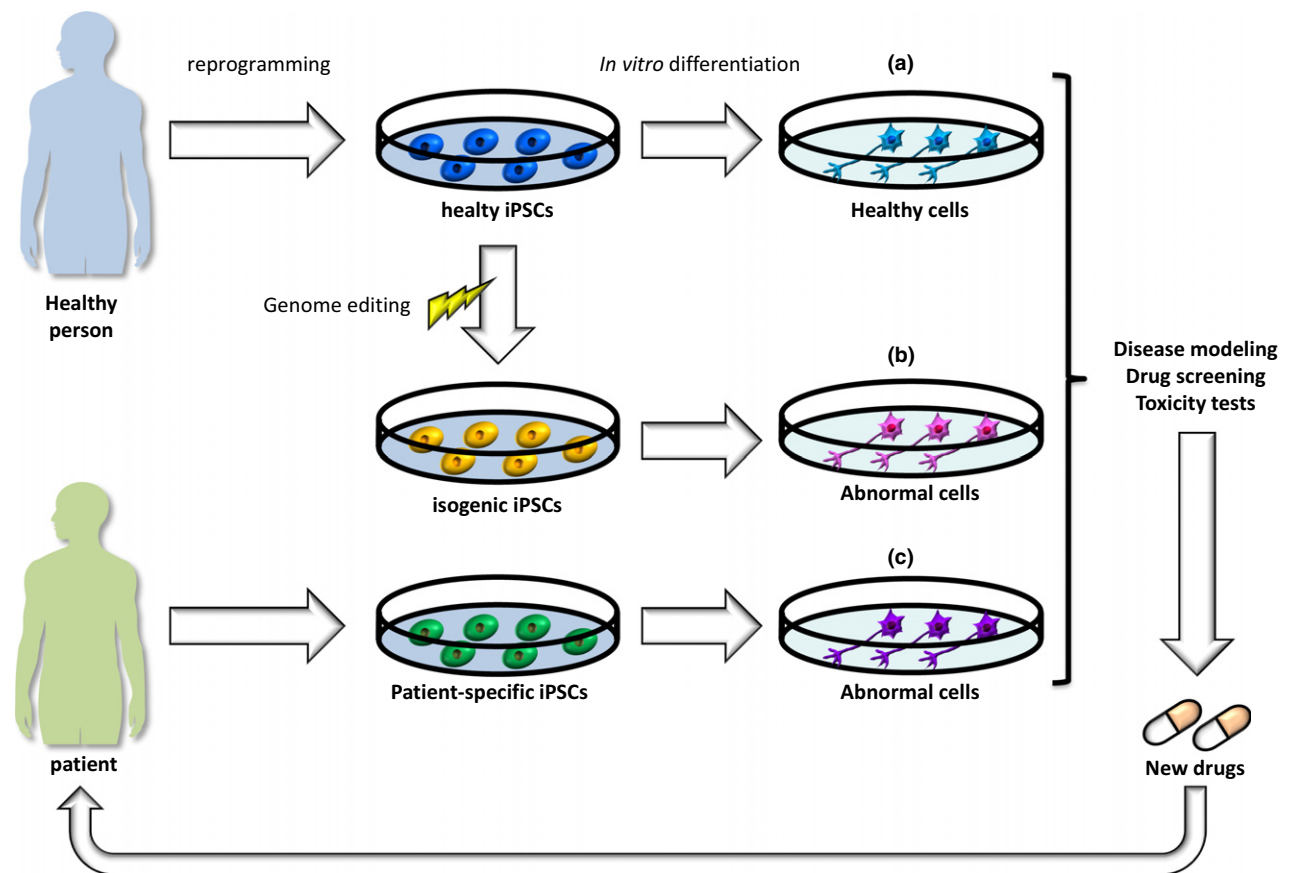 reprogramming
In vitro differentiation
(a)
healty iPSCs
Healthy cells
Healthy
person
Genome editing
(b)
Disease modeling
Drug screening
Toxicity tests
isogenic iPSCs
Abnormal cells
(c)
Patient-specific iPSCs
Abnormal cells
patient
New drugs